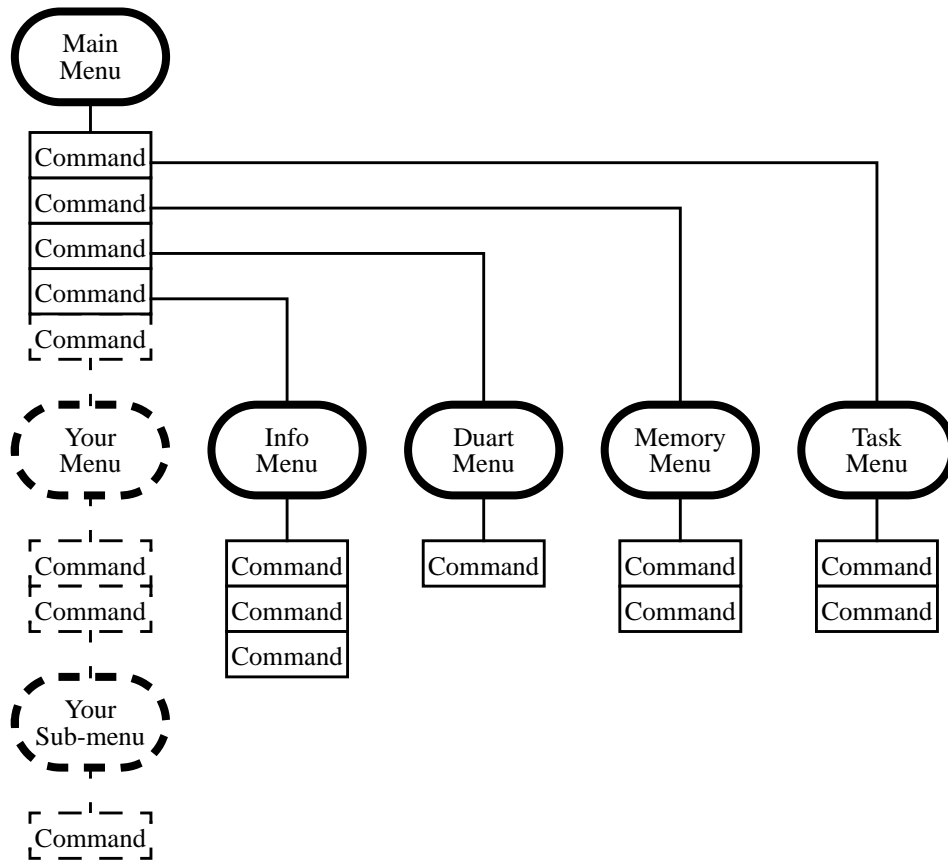 Main
Menu
Command
Command
Command
Command
Command
Your
Menu
Info
Menu
Duart
Menu
Memory
Menu
Task
Menu
Command
Command
Command
Command
Command
Command
Command
Command
Command
Command
Your
Sub-menu
Command